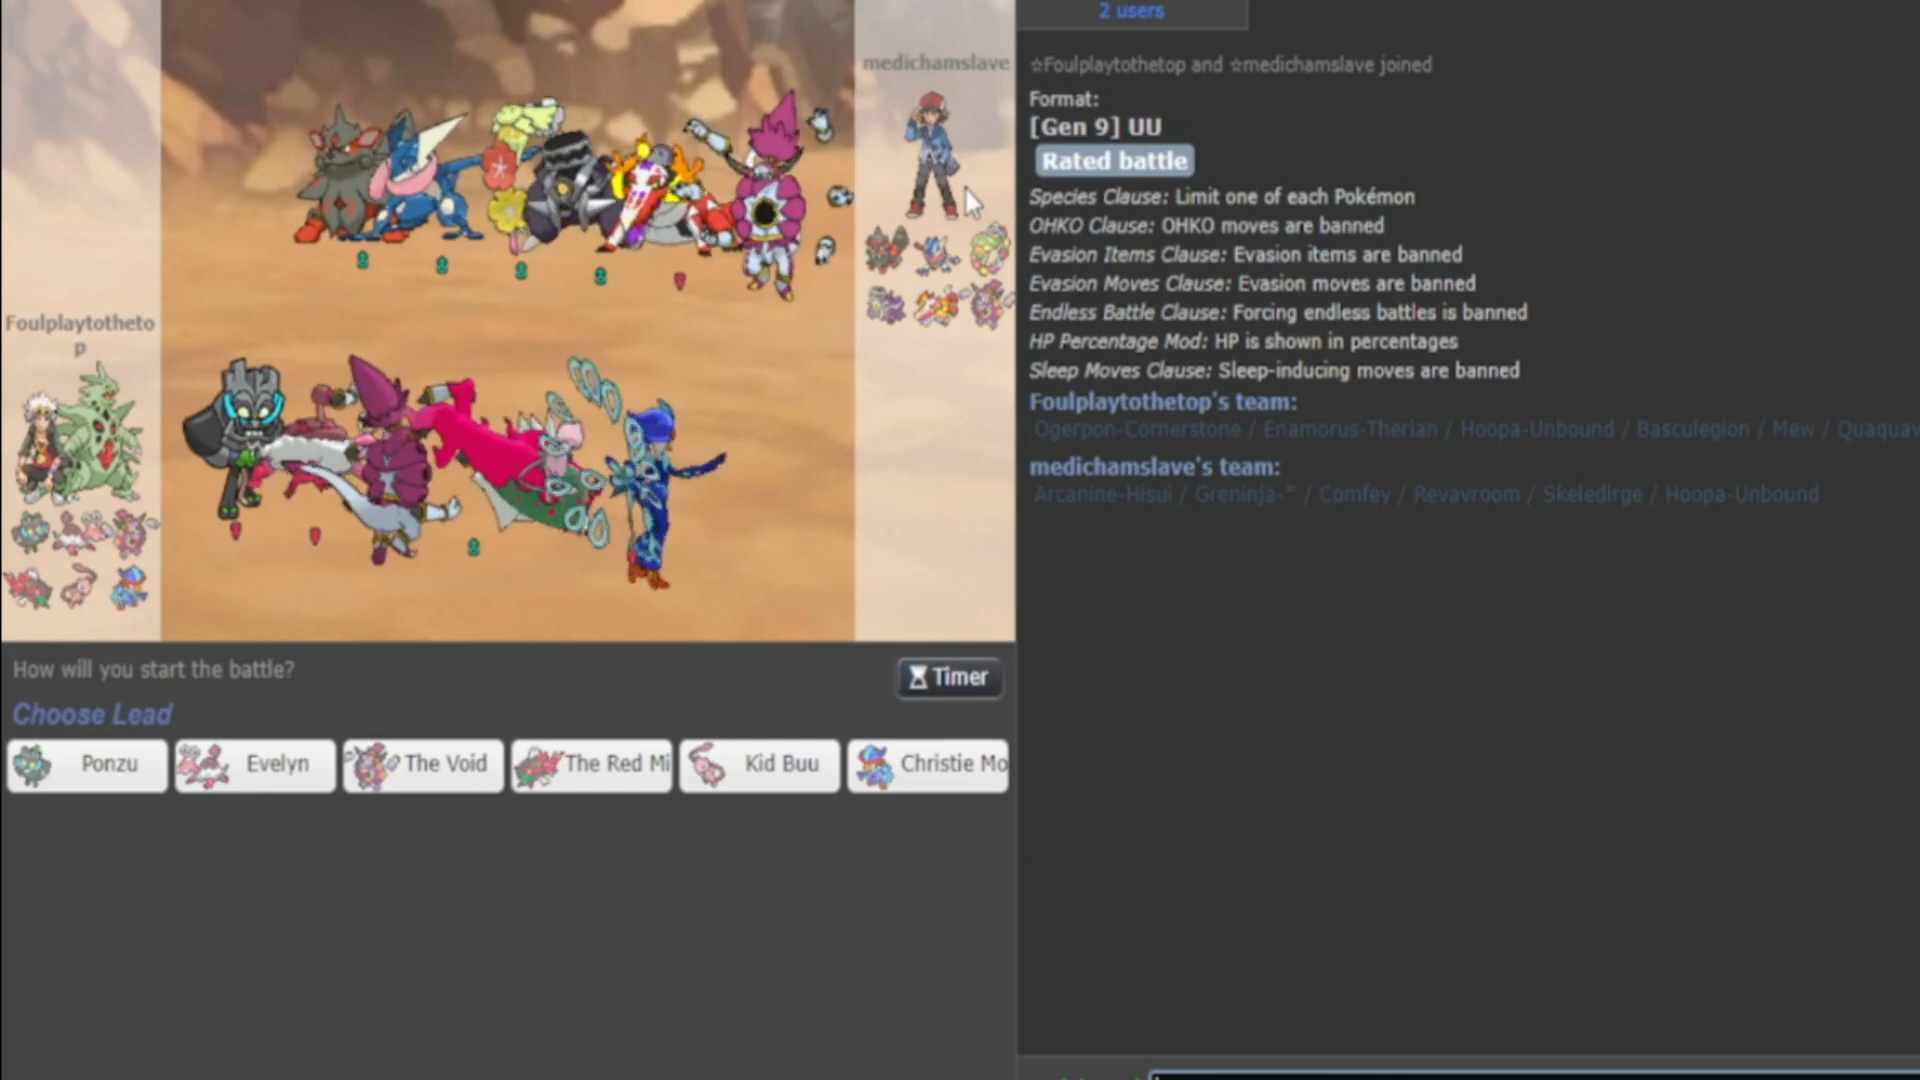 2 users
☆Foulplaytothetop and ☆medichamslave joined
Format:
[Gen 9] UU
Rated battle
Species Clause: Limit one of each Pokémon
OHKO Clause: OHKO moves are banned
Evasion Items Clause: Evasion items are banned
Evasion Moves Clause: Evasion moves are banned
Endless Battle Clause: Forcing endless battles is banned
HP Percentage Mod: HP is shown in percentages
Sleep Moves Clause: Sleep-inducing moves are banned
Foulplaytothetop's team:
Ogerpon-Cornerstone / Enamorus-Therian / Hoopa-Unbound / Basculegion / Mew / Quaquav
medichamslave's team:
Arcanine-Hisui / Greninja-* / Comfey / Revavroom / Skeledirge / Hoopa-Unbound
medichamslave
Foulplaytotheto
p
How will you start the battle?
Timer
Choose Lead
Ponzu
Evelyn
The Void
The Red Mi
Kid Buu
Christie Mo